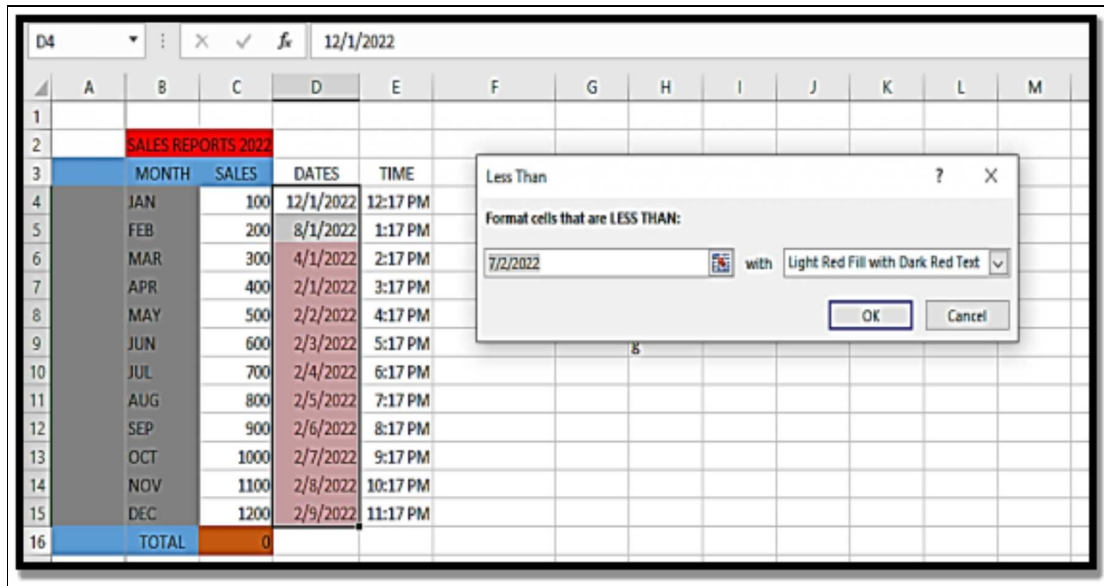 D4 fx 12/1/2022
A B C D E F G H I J K L M
1
2 SALES REPORTS 2022
3 MONTH SALES DATES TIME
4 JAN 100 12/1/2022 12:17 PM
5 FEB 200 8/1/2022 1:17 PM
6 MAR 300 4/1/2022 2:17 PM
7 APR 400 2/1/2022 3:17 PM
8 MAY 500 2/2/2022 4:17 PM
9 JUN 600 2/3/2022 5:17 PM g
10 JUL 700 2/4/2022 6:17 PM
11 AUG 800 2/5/2022 7:17 PM
12 SEP 900 2/6/2022 8:17 PM
13 OCT 1000 2/7/2022 9:17 PM
14 NOV 1100 2/8/2022 10:17 PM
15 DEC 1200 2/9/2022 11:17 PM
16 TOTAL 0
Less Than ? X
Format cells that are LESS THAN:
7/2/2022 with Light Red Fill with Dark Red Text
OK Cancel